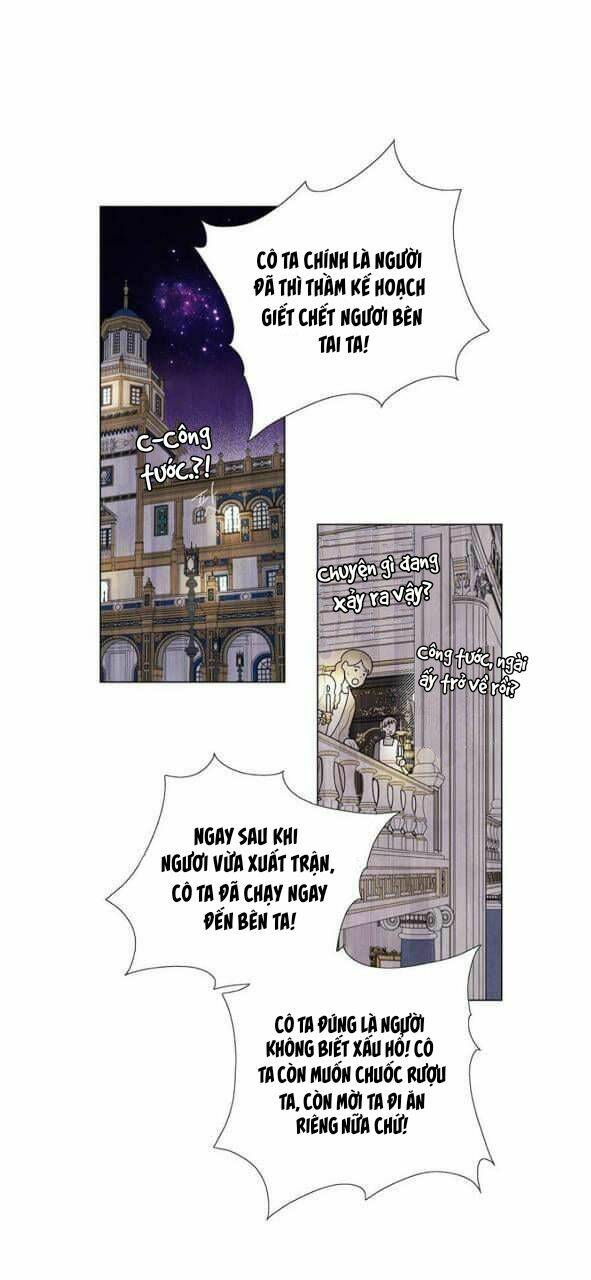 CÔ TA CHÍNH LÀ NGƯỜI
ĐÃ THÌ THẦM KẾ HOẠCH
GIẾT CHẾT NGƯƠI BÊN
TAI TA!
C-Công
tước.?!
Chuyện gì đang
xảy ra vậy?
Công tước, ngài
ấy trở về rồi?
NGAY SAU KHI
NGƯƠI VỪA XUẤT TRẬN,
CÔ TA ĐÃ CHẠY NGAY
ĐẾN BÊN TA!
CÔ TA ĐÚNG LÀ NGƯỜI
KHÔNG BIẾT XẤU HỔ! CÔ
TA CÒN MUỐN CHUỐC RƯỢU
TA, CÒN MỜI TA ĐI ĂN
RIÊNG NỮA CHỨ!